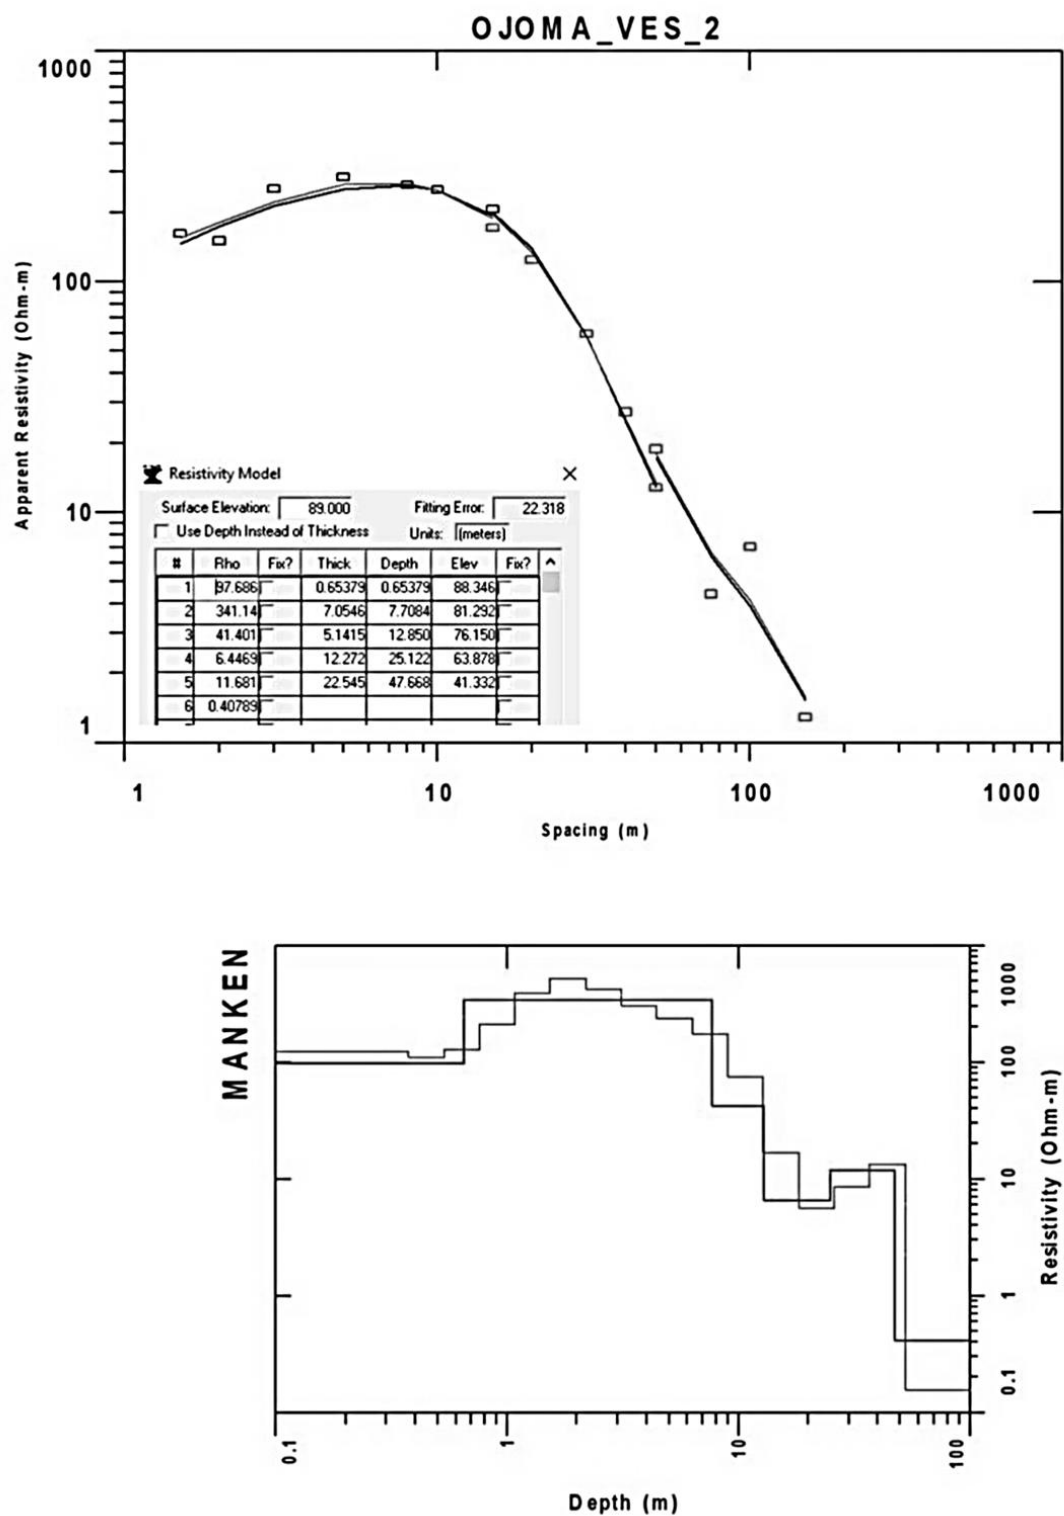 OJOMA_VES_2
1000
100
10
1
Apparent Resistivity (Ohm-m)
Resistivity Model
Surface Elevation: 89.000 Fitting Error: 22.318
Use Depth Instead of Thickness Units: (meters)
# Rho Fix? Thick Depth Elev Fix?
1 97.686 0.65379 0.65379 88.346
2 341.14 7.0546 7.7084 81.292
3 41.401 5.1415 12.850 76.150
4 6.4469 12.272 25.122 63.878
5 11.681 22.545 47.668 41.332
6 0.40789
1 10 100 1000
Spacing (m)
MANKEN
1000
100
10
1
0.1
Resistivity (Ohm-m)
0.1 1 10 100
Depth (m)